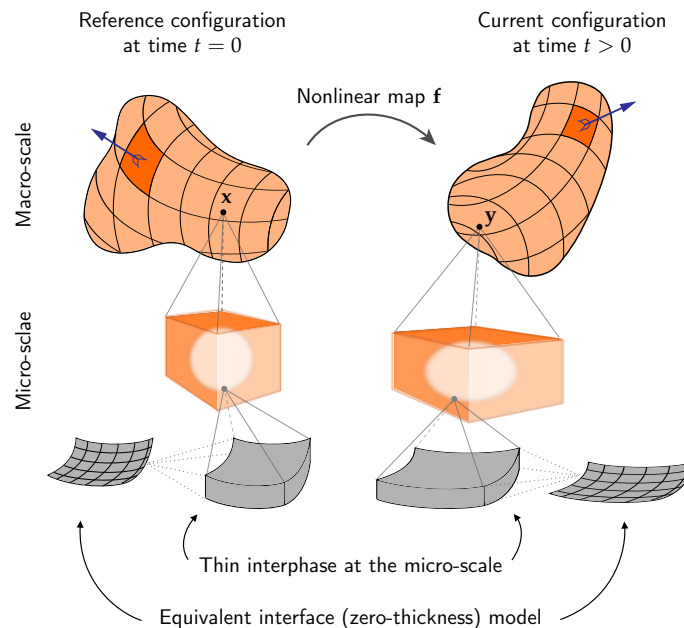 Reference configuration
at time t = 0
Current configuration
at time t > 0
Nonlinear map f
Macro-scale
x
y
Micro-sclae
Thin interphase at the micro-scale
Equivalent interface (zero-thickness) model